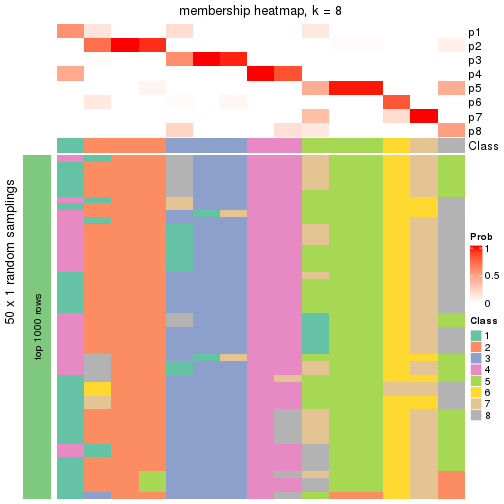 membership heatmap, k = 8
p1
p2
p3
p4
p5
p6
p7
p8
Class
50 x 1 random samplings
top 1000 rows
Prob
1
0.5
0
Class
1
2
3
4
5
6
7
8